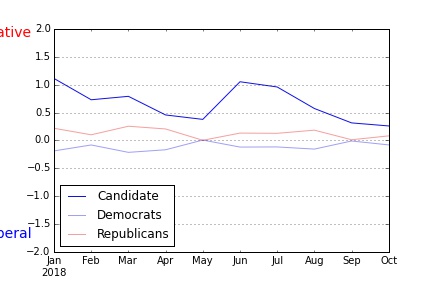 ative
2.0
1.5
1.0
0.5
0.0
−0.5
−1.0
−1.5
−2.0
beral
Candidate
Democrats
Republicans
Jan Feb Mar Apr May Jun Jul Aug Sep Oct
2018